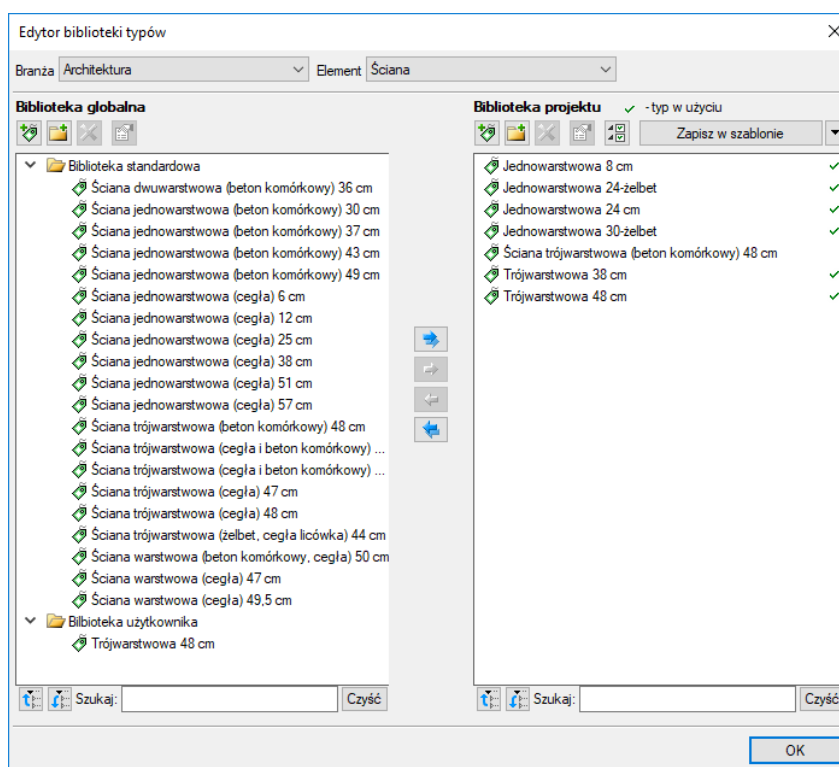 Edytor biblioteki typów
Branża Architektura Element Ściana
Biblioteka globalna
Biblioteka standardowa
Ściana dwuwarstwowa (beton komórkowy) 36 cm
Ściana jednowarstwowa (beton komórkowy) 30 cm
Ściana jednowarstwowa (beton komórkowy) 37 cm
Ściana jednowarstwowa (beton komórkowy) 43 cm
Ściana jednowarstwowa (beton komórkowy) 49 cm
Ściana jednowarstwowa (cegła) 6 cm
Ściana jednowarstwowa (cegła) 12 cm
Ściana jednowarstwowa (cegła) 25 cm
Ściana jednowarstwowa (cegła) 38 cm
Ściana jednowarstwowa (cegła) 51 cm
Ściana jednowarstwowa (cegła) 57 cm
Ściana trójwarstwowa (beton komórkowy) 48 cm
Ściana trójwarstwowa (cegła i beton komórkowy) ...
Ściana trójwarstwowa (cegła i beton komórkowy) ...
Ściana trójwarstwowa (cegła) 47 cm
Ściana trójwarstwowa (cegła) 48 cm
Ściana trójwarstwowa (żelbet, cegła licówka) 44 cm
Ściana warstwowa (beton komórkowy, cegła) 50 cm
Ściana warstwowa (cegła) 47 cm
Ściana warstwowa (cegła) 49,5 cm
Bilbioteka użytkownika
Trójwarstwowa 48 cm
Szukaj: Czyść
Biblioteka projektu - typ w użyciu
Zapisz w szablonie
Jednowarstwowa 8 cm
Jednowarstwowa 24-żelbet
Jednowarstwowa 24 cm
Jednowarstwowa 30-żelbet
Ściana trójwarstwowa (beton komórkowy) 48 cm
Trójwarstwowa 38 cm
Trójwarstwowa 48 cm
Szukaj: Czyść
OK